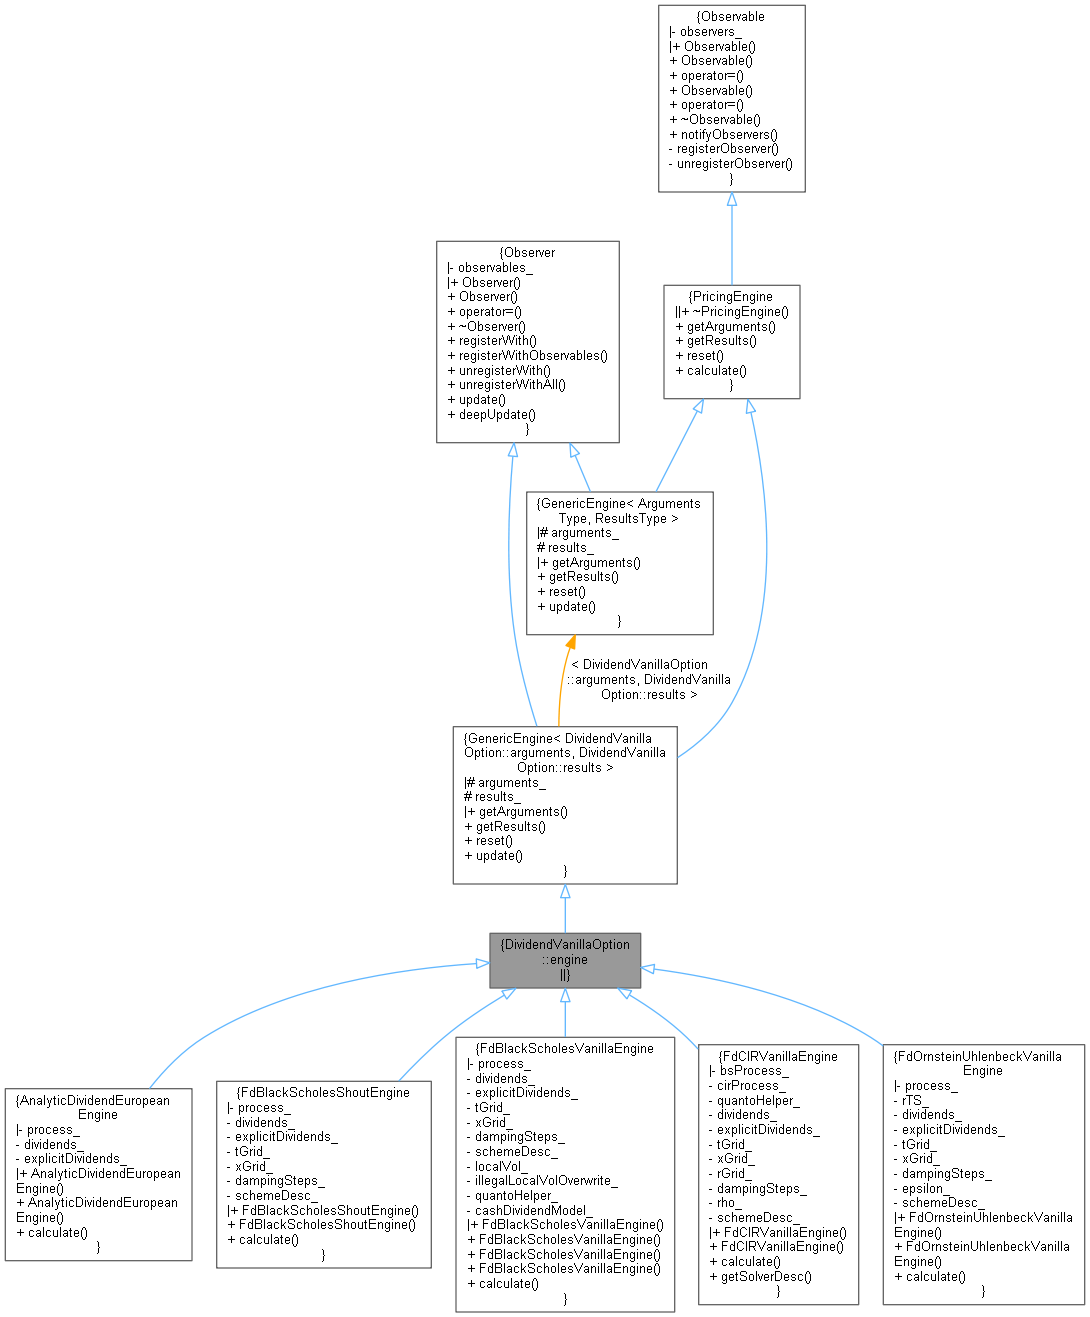 {Observable
|- observers_
|+ Observable()
+ Observable()
+ operator=()
+ Observable()
+ operator=()
+ ~Observable()
+ notifyObservers()
- registerObserver()
- unregisterObserver()
}
{Observer
|- observables_
|+ Observer()
+ Observer()
+ operator=()
+ ~Observer()
+ registerWith()
+ registerWithObservables()
+ unregisterWith()
+ unregisterWithAll()
+ update()
+ deepUpdate()
}
{PricingEngine
||+ ~PricingEngine()
+ getArguments()
+ getResults()
+ reset()
+ calculate()
}
{GenericEngine< Arguments
Type, ResultsType >
|# arguments_
# results_
|+ getArguments()
+ getResults()
+ reset()
+ update()
}
< DividendVanillaOption
::arguments, DividendVanilla
Option::results >
{GenericEngine< DividendVanilla
Option::arguments, DividendVanilla
Option::results >
|# arguments_
# results_
|+ getArguments()
+ getResults()
+ reset()
+ update()
}
{DividendVanillaOption
::engine
||}
{AnalyticDividendEuropean
Engine
|- process_
- dividends_
- explicitDividends_
|+ AnalyticDividendEuropean
Engine()
+ AnalyticDividendEuropean
Engine()
+ calculate()
}
{FdBlackScholesShoutEngine
|- process_
- dividends_
- explicitDividends_
- tGrid_
- xGrid_
- dampingSteps_
- schemeDesc_
|+ FdBlackScholesShoutEngine()
+ FdBlackScholesShoutEngine()
+ calculate()
}
{FdBlackScholesVanillaEngine
|- process_
- dividends_
- explicitDividends_
- tGrid_
- xGrid_
- dampingSteps_
- schemeDesc_
- localVol_
- illegalLocalVolOverwrite_
- quantoHelper_
- cashDividendModel_
|+ FdBlackScholesVanillaEngine()
+ FdBlackScholesVanillaEngine()
+ FdBlackScholesVanillaEngine()
+ FdBlackScholesVanillaEngine()
+ calculate()
}
{FdCIRVanillaEngine
|- bsProcess_
- cirProcess_
- quantoHelper_
- dividends_
- explicitDividends_
- tGrid_
- xGrid_
- rGrid_
- dampingSteps_
- rho_
- schemeDesc_
|+ FdCIRVanillaEngine()
+ FdCIRVanillaEngine()
+ calculate()
+ getSolverDesc()
}
{FdOrnsteinUhlenbeckVanilla
Engine
|- process_
- rTS_
- dividends_
- explicitDividends_
- tGrid_
- xGrid_
- dampingSteps_
- epsilon_
- schemeDesc_
|+ FdOrnsteinUhlenbeckVanilla
Engine()
+ FdOrnsteinUhlenbeckVanilla
Engine()
+ calculate()
}